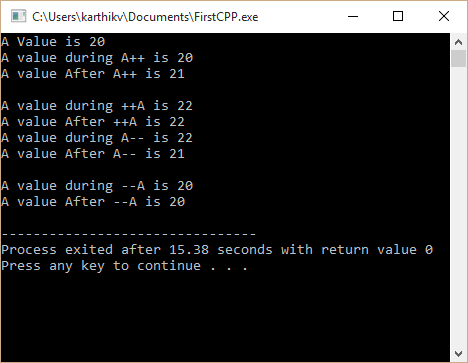 C:\Users\karthikv\Documents\FirstCPP.exe
A Value is 20
A value during A++ is 20
A value After A++ is 21
A value during ++A is 22
A value After ++A is 22
A value during A-- is 22
A value After A-- is 21
A value during --A is 20
A value After --A is 20
--------------------------------
Process exited after 15.38 seconds with return value 0
Press any key to continue . . .